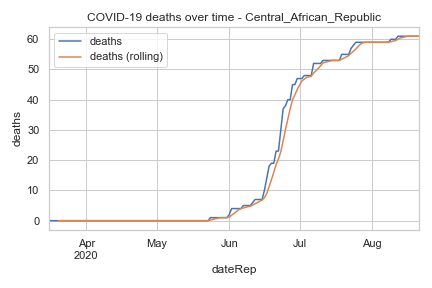 COVID-19 deaths over time - Central_African_Republic
deaths
deaths (rolling)
60
50
40
30
20
10
0
deaths
Apr
2020
May
Jun
Jul
Aug
dateRep